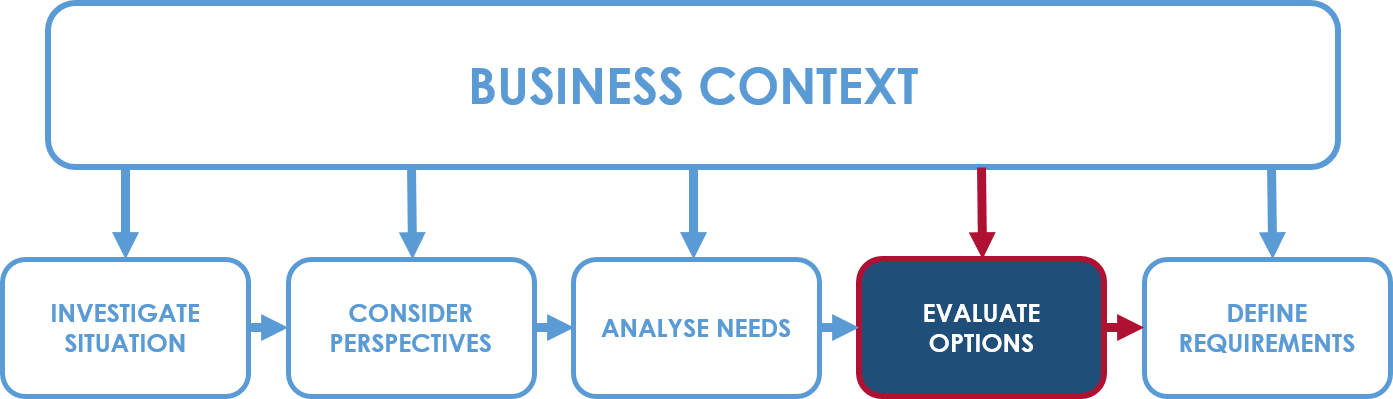 BUSINESS CONTEXT
INVESTIGATE
SITUATION
CONSIDER
PERSPECTIVES
ANALYSE NEEDS
EVALUATE
OPTIONS
DEFINE
REQUIREMENTS